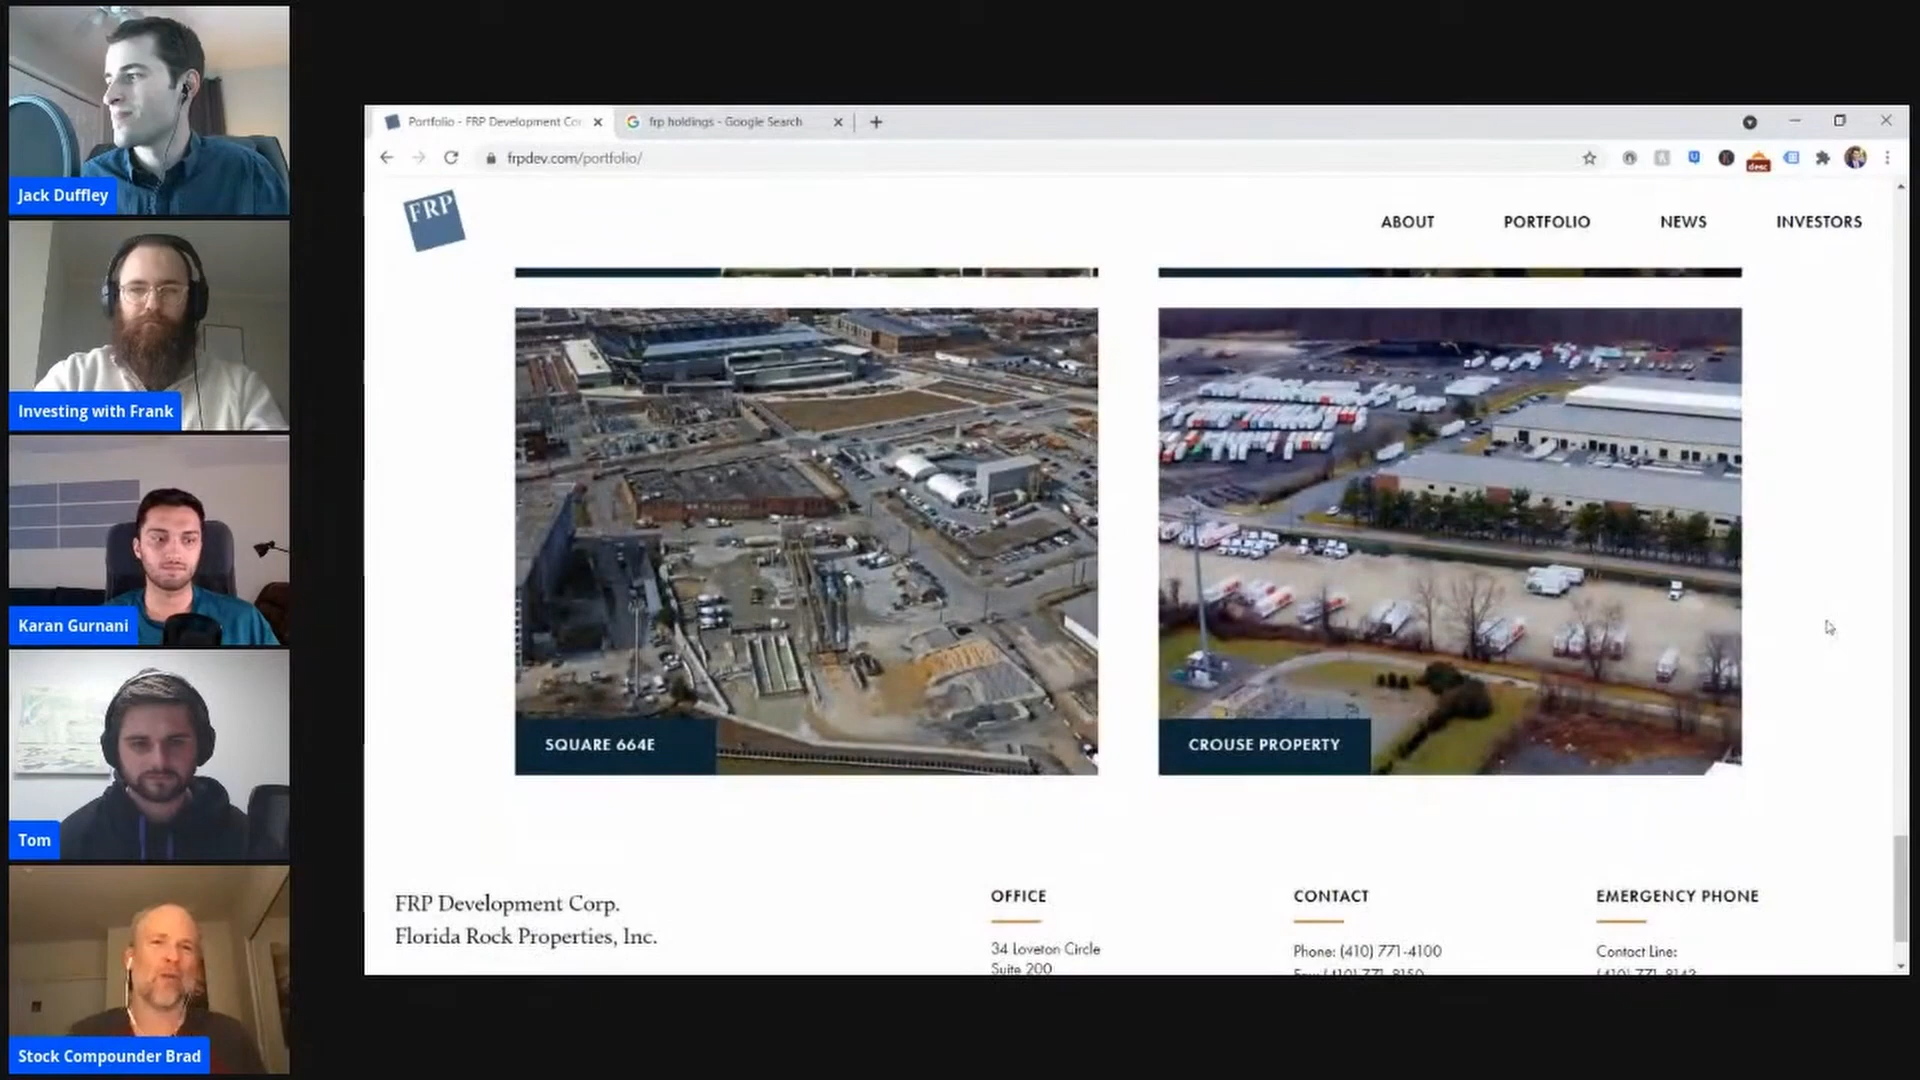 Jack Duffley
Investing with Frank
Karan Gurnani
Tom
Stock Compounder Brad
Portfolio - FRP Development Cor
frp holdings - Google Search
frpdev.com/portfolio/
desc
FRP
ABOUT
PORTFOLIO
NEWS
INVESTORS
SQUARE 664E
CROUSE PROPERTY
FRP Development Corp.
Florida Rock Properties, Inc.
OFFICE
34 Loveton Circle
Suite 200
CONTACT
Phone: (410) 771-4100
EMERGENCY PHONE
Contact Line: